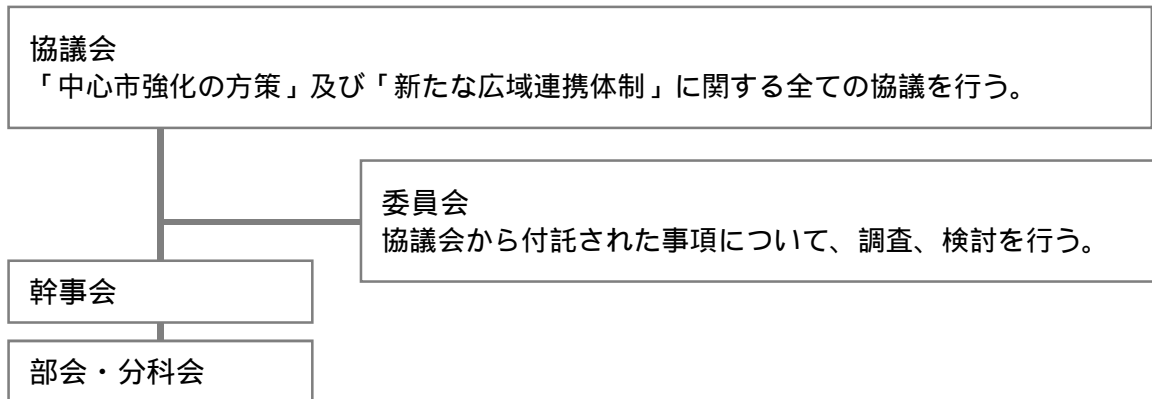 協議会
「中心市強化の方策」及び「新たな広域連携体制」に関する全ての協議を行う。
委員会
協議会から付託された事項について、調査、検討を行う。
幹事会
部会・分科会